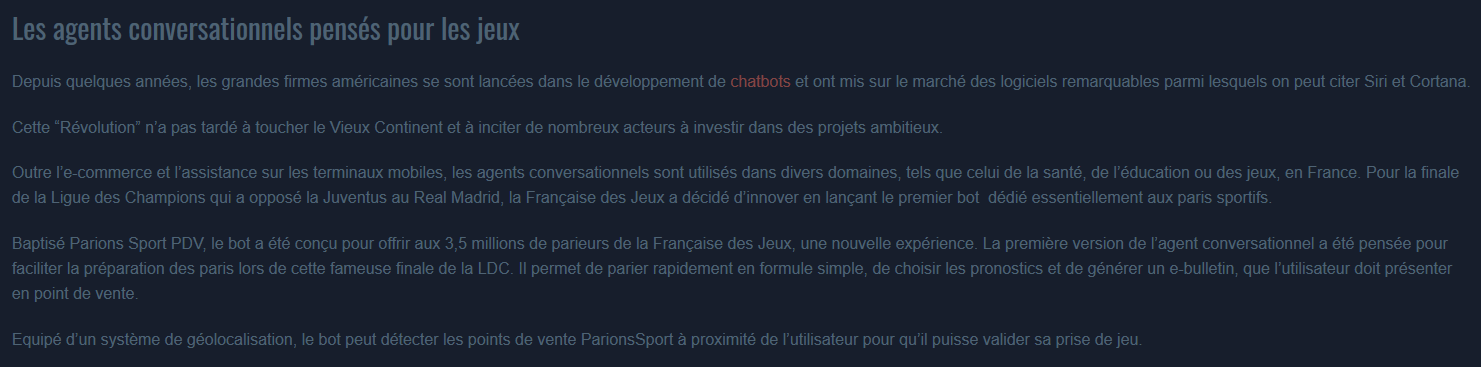 Les agents conversationnels pensés pour les jeux
Depuis quelques années, les grandes firmes américaines se sont lancées dans le développement de chatbots et ont mis sur le marché des logiciels remarquables parmi lesquels on peut citer Siri et Cortana.
Cette “Révolution” n’a pas tardé à toucher le Vieux Continent et à inciter de nombreux acteurs à investir dans des projets ambitieux.
Outre l’e-commerce et l’assistance sur les terminaux mobiles, les agents conversationnels sont utilisés dans divers domaines, tels que celui de la santé, de l’éducation ou des jeux, en France. Pour la finale
de la Ligue des Champions qui a opposé la Juventus au Real Madrid, la Française des Jeux a décidé d’innover en lançant le premier bot  dédié essentiellement aux paris sportifs.
Baptisé Parions Sport PDV, le bot a été conçu pour offrir aux 3,5 millions de parieurs de la Française des Jeux, une nouvelle expérience. La première version de l’agent conversationnel a été pensée pour
faciliter la préparation des paris lors de cette fameuse finale de la LDC. Il permet de parier rapidement en formule simple, de choisir les pronostics et de générer un e-bulletin, que l’utilisateur doit présenter
en point de vente.
Equipé d’un système de géolocalisation, le bot peut détecter les points de vente ParionsSport à proximité de l’utilisateur pour qu’il puisse valider sa prise de jeu.